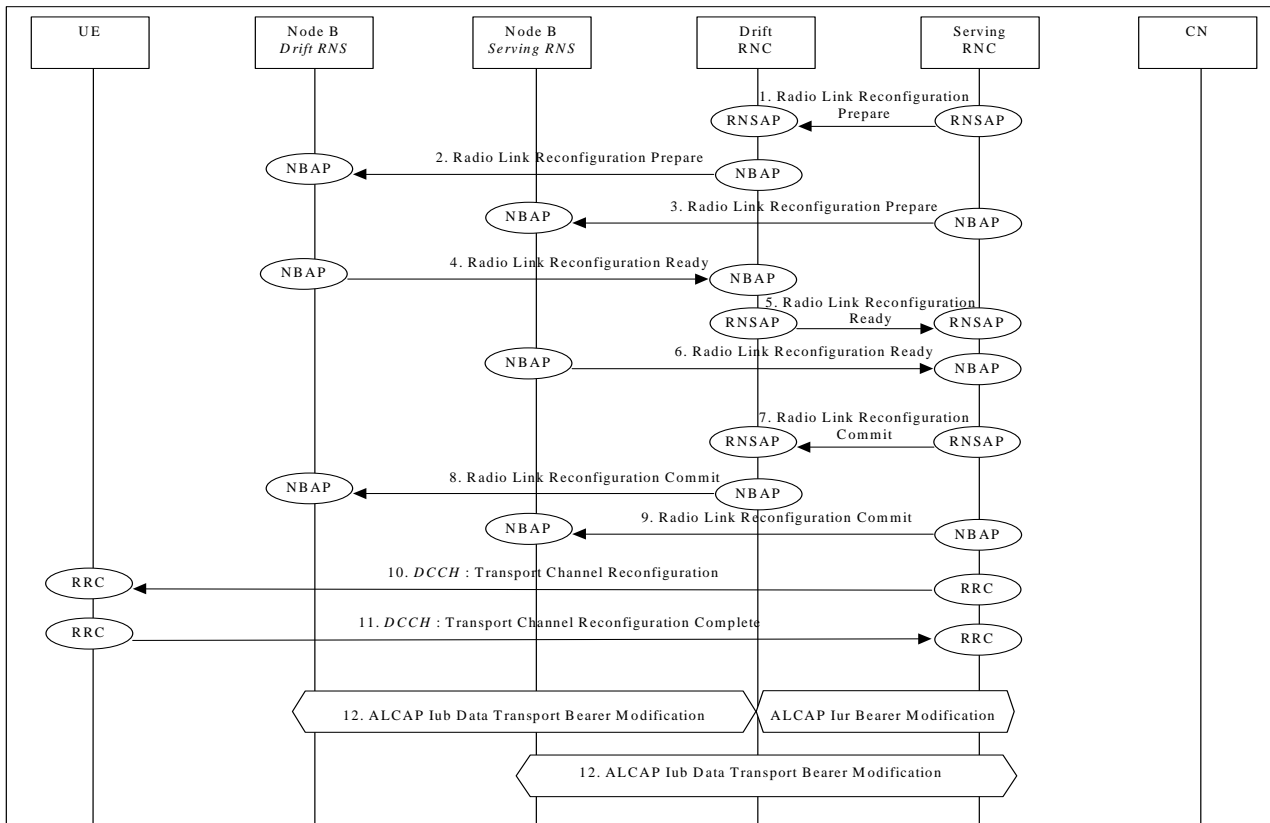 UE
Node B
Drift RNS
Node B
Serving RNS
Drift
RNC
Serving
RNC
CN
1. Radio Link Reconfiguration
Prepare
RNSAP
RNSAP
2. Radio Link Reconfiguration Prepare
NBAP
NBAP
3. Radio Link Reconfiguration Prepare
NBAP
NBAP
4. Radio Link Reconfiguration Ready
NBAP
NBAP
5. Radio Link Reconfiguration
Ready
RNSAP
RNSAP
6. Radio Link Reconfiguration Ready
NBAP
NBAP
7. Radio Link Reconfiguration
Commit
RNSAP
RNSAP
8. Radio Link Reconfiguration Commit
NBAP
NBAP
9. Radio Link Reconfiguration Commit
NBAP
NBAP
10. DCCH : Transport Channel Reconfiguration
RRC
RRC
11. DCCH : Transport Channel Reconfiguration Complete
RRC
RRC
12. ALCAP Iub Data Transport Bearer Modification
ALCAP Iur Bearer Modification
12. ALCAP Iub Data Transport Bearer Modification